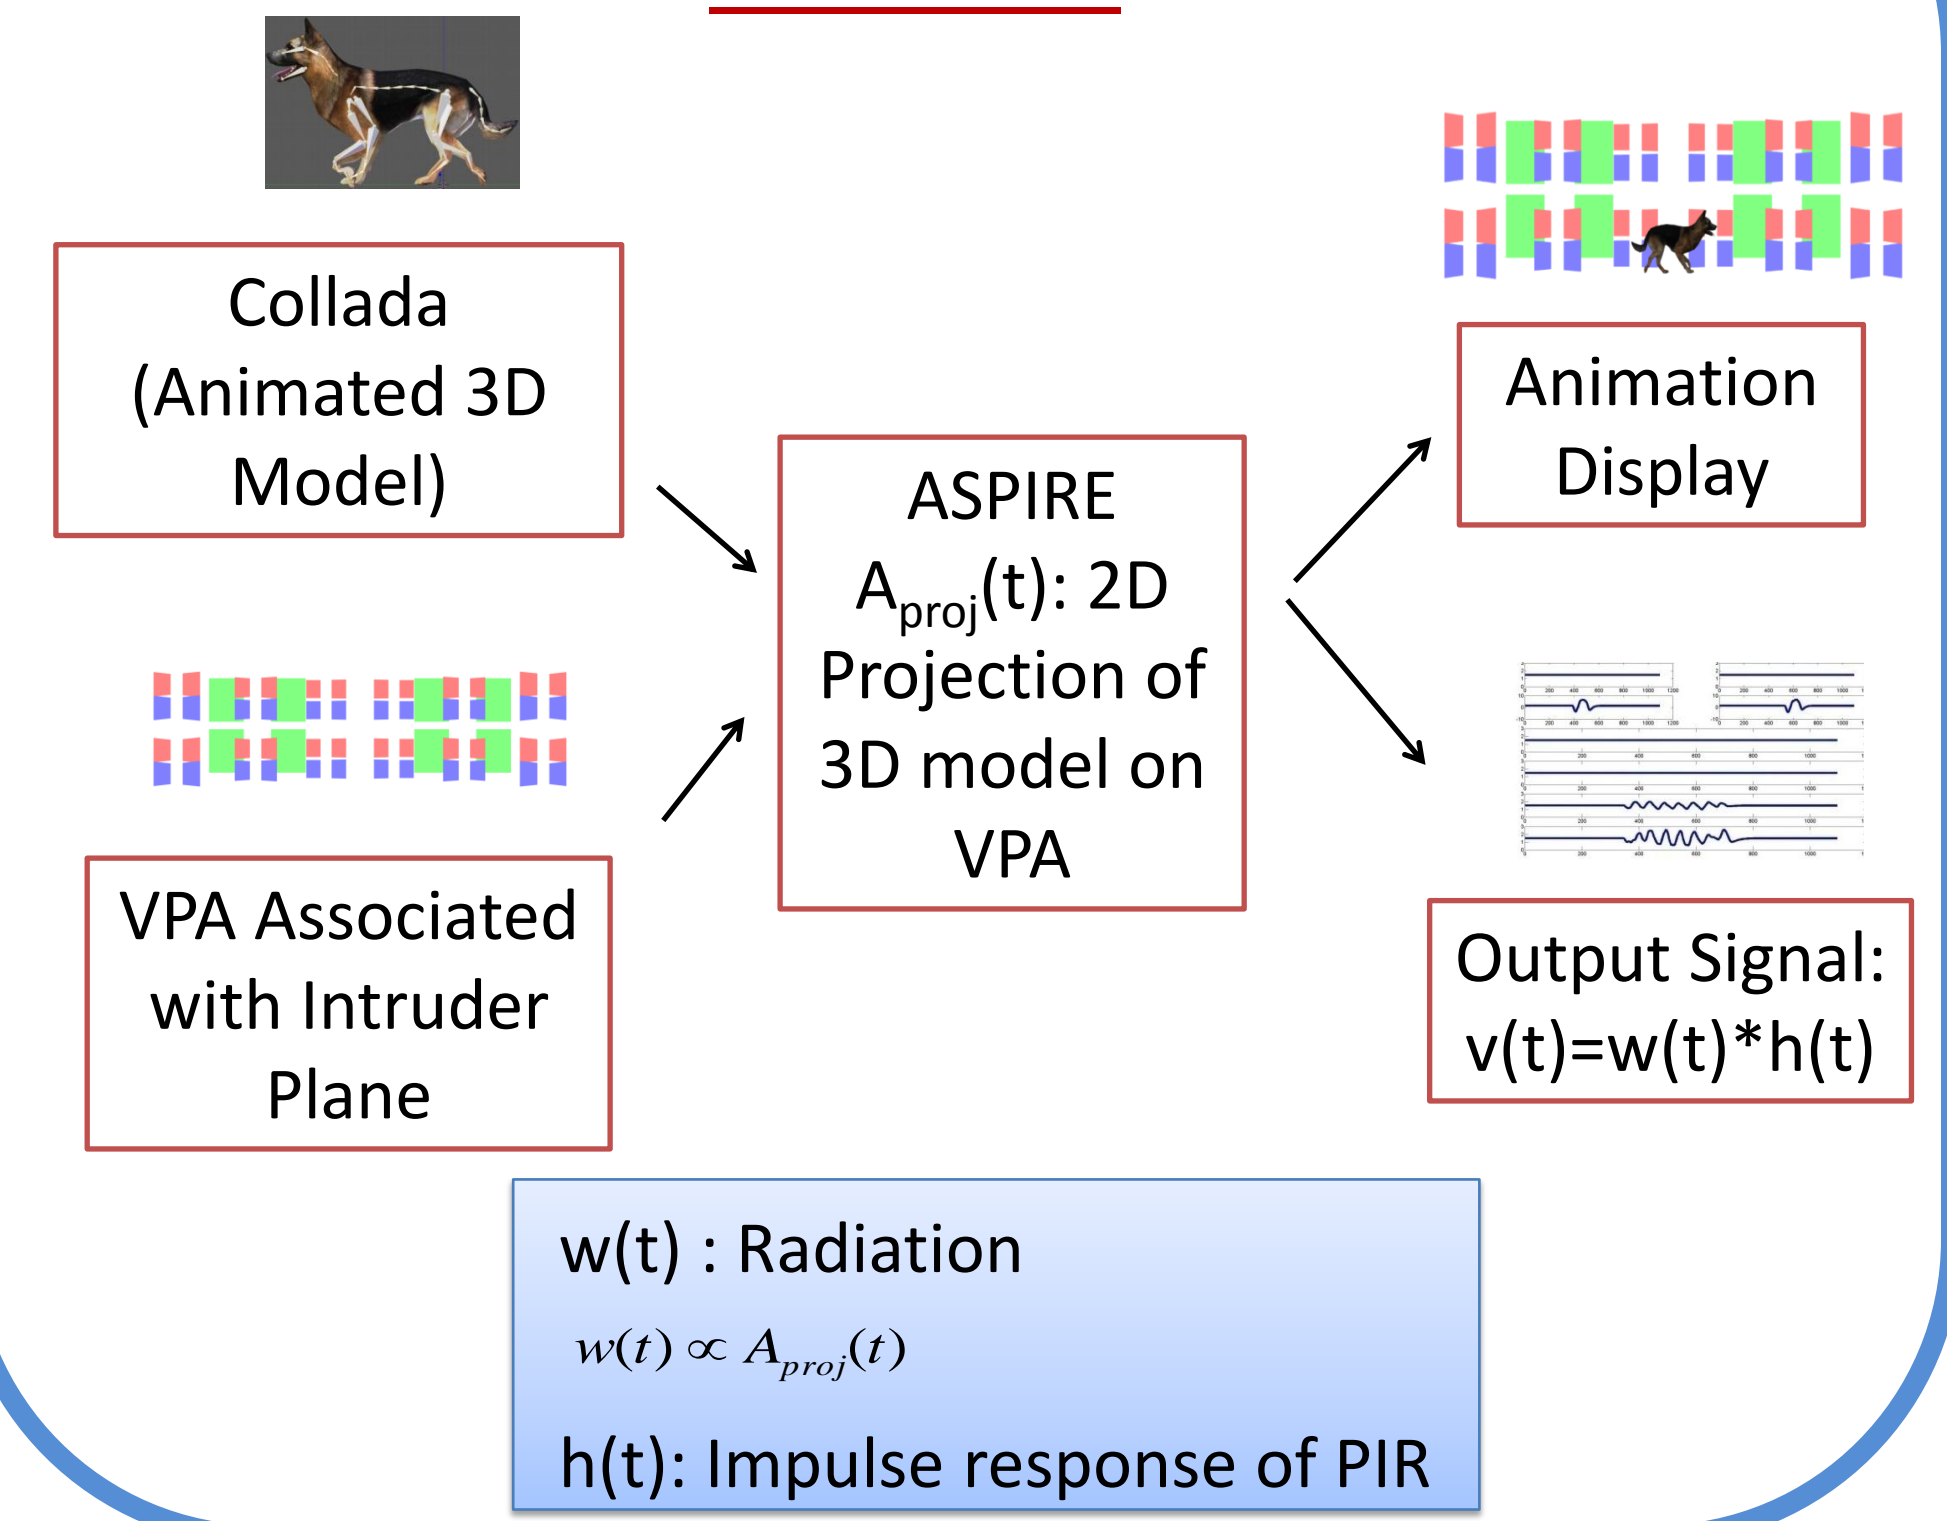 Collada
(Animated 3D
Model)
VPA Associated
with Intruder
Plane
ASPIRE
Aproj(t): 2D
Projection of
3D model on
VPA
Animation
Display
Output Signal:
v(t)=w(t)*h(t)
w(t) : Radiation
w(t) ∝ Aproj(t)
h(t): Impulse response of PIR